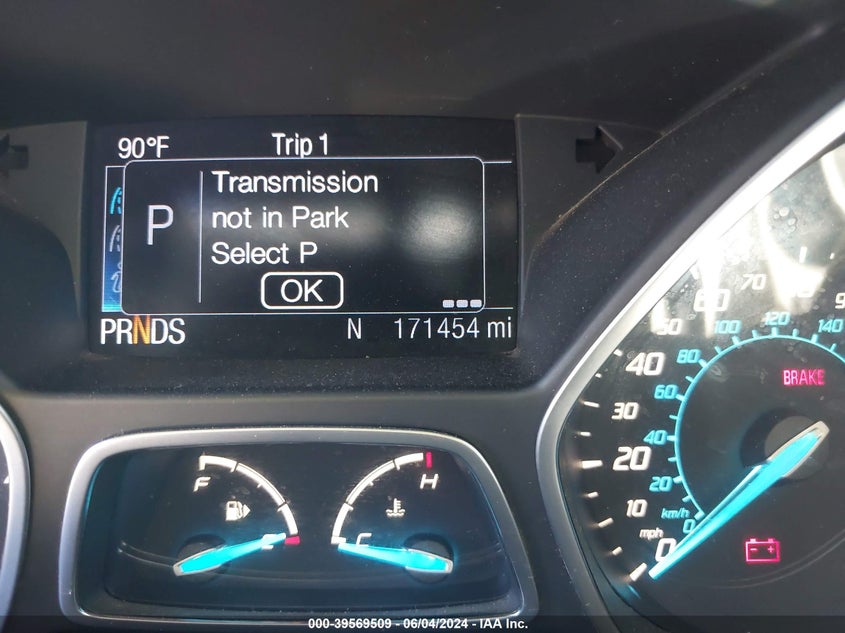 90°F Trip 1
P
Transmission
not in Park
Select P
OK
PRNDS N 171454 mi
F
H
C
BRAKE
0 10 20 30 40 50 60 70
mph
0 20 40 60 80 100 120 140
km/h
000-39569509 - 06/04/2024 - IAA Inc.